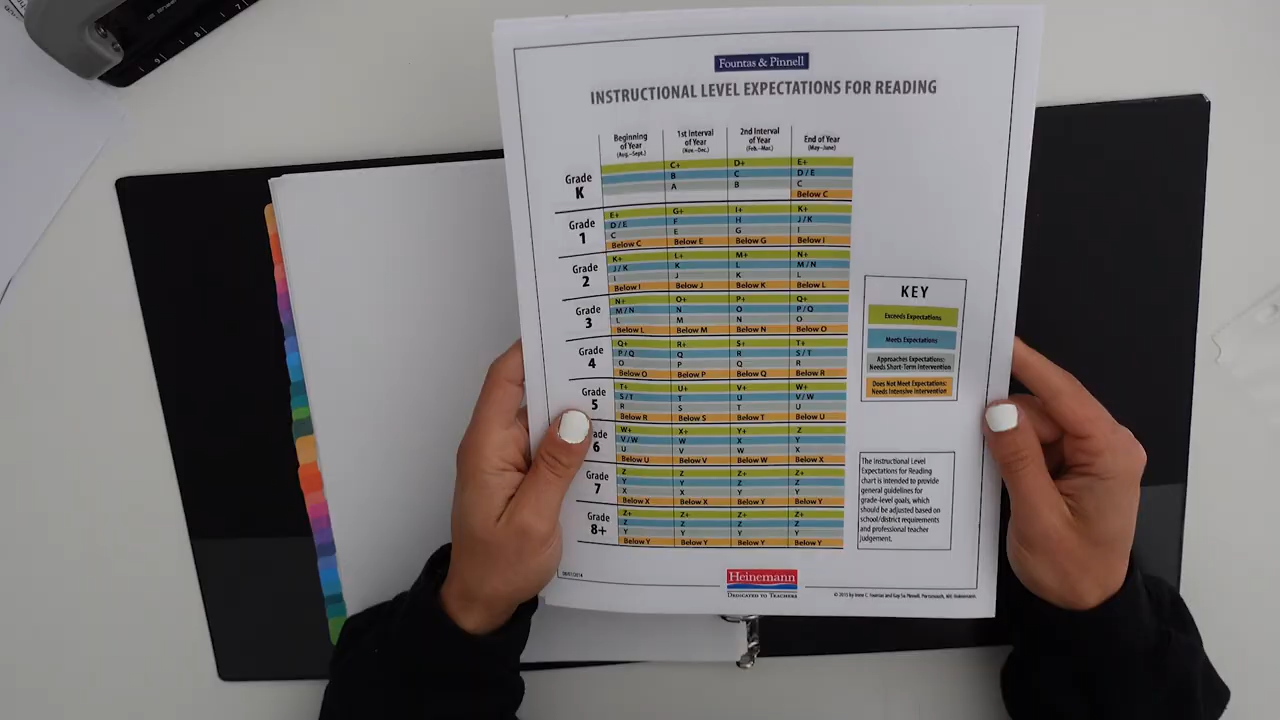 Fountas & Pinnell
INSTRUCTIONAL LEVEL EXPECTATIONS FOR READING
Beginning of Year (Aug.–Sept.) 1st Interval of Year (Nov.–Dec.) 2nd Interval of Year (Feb.–Mar.) End of Year (May–June)
Grade K
C+ D+ E+
B C D / E
A B C
Below C
Grade 1
E+ G+ I+ K+
D / E F H J / K
C E G I
Below C Below E Below G Below I
Grade 2
K+ L+ M+ N+
J / K K L M / N
I J K L
Below I Below J Below K Below L
Grade 3
N+ O+ P+ Q+
M / N N O P / Q
L M N O
Below L Below M Below N Below O
Grade 4
Q+ R+ S+ T+
P / Q Q R S / T
O P Q R
Below O Below P Below Q Below R
Grade 5
T+ U+ V+ W+
S / T T U V / W
R S T U
Below R Below S Below T Below U
ade 6
W+ X+ Y+ Z
V / W W X Y
U V W X
Below U Below V Below W Below X
Grade 7
Z Z Z+ Z+
Y Y Z Z
X X Y Y
Below X Below X Below Y Below Y
Grade 8+
Z+ Z+ Z+ Z+
Z Z Z Z
Y Y Y Y
Below Y Below Y Below Y Below Y
KEY
Exceeds Expectations
Meets Expectations
Approaches Expectations:
Needs Short-Term Intervention
Does Not Meet Expectations:
Needs Intensive Intervention
The Instructional Level
Expectations for Reading
chart is intended to provide
general guidelines for
grade-level goals, which
should be adjusted based on
school/district requirements
and professional teacher
judgement.
Heinemann
DEDICATED TO TEACHERS